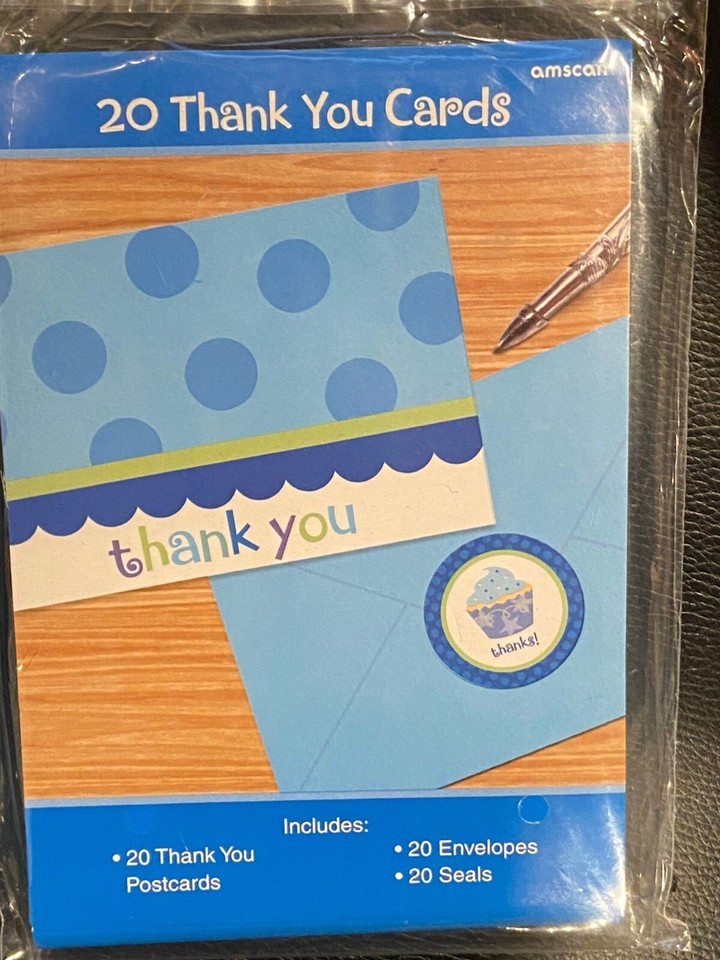 amscan
20 Thank You Cards
thank you
thanks!
Includes:
• 20 Thank You
Postcards
• 20 Envelopes
• 20 Seals